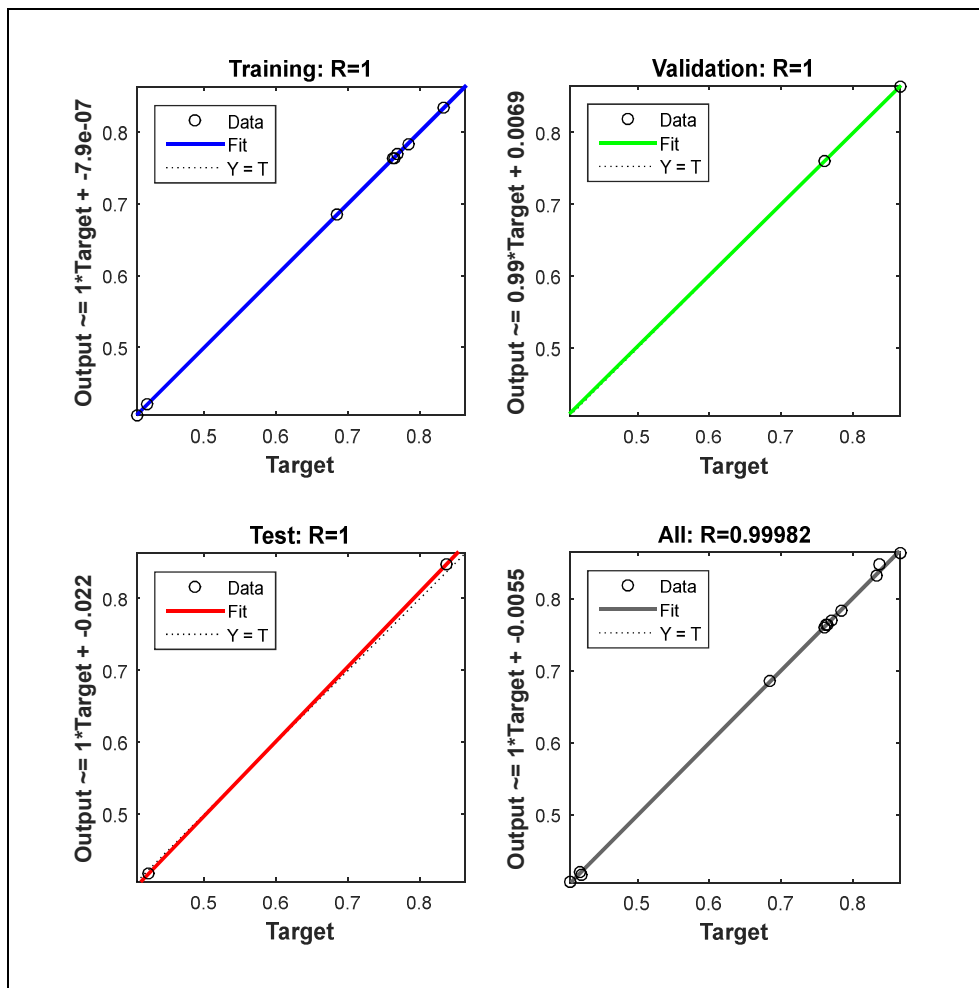 Training: R=1
Output ~= 1*Target + -7.9e-07
0.8
0.7
0.6
0.5
Data
Fit
Y = T
0.5 0.6 0.7 0.8
Target
Validation: R=1
Output ~= 0.99*Target + 0.0069
0.8
0.7
0.6
0.5
Data
Fit
Y = T
0.5 0.6 0.7 0.8
Target
Test: R=1
Output ~= 1*Target + -0.022
0.8
0.7
0.6
0.5
Data
Fit
Y = T
0.5 0.6 0.7 0.8
Target
All: R=0.99982
Output ~= 1*Target + -0.0055
0.8
0.7
0.6
0.5
Data
Fit
Y = T
0.5 0.6 0.7 0.8
Target